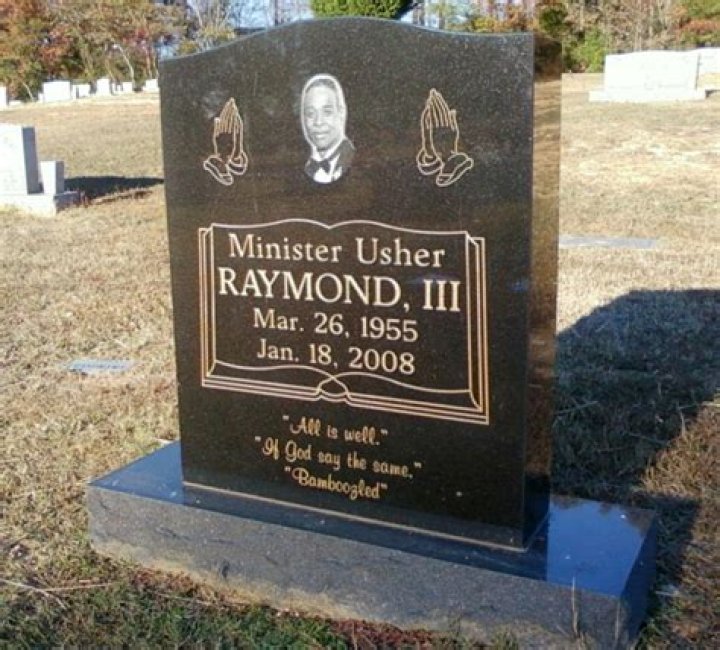 Minister Usher
RAYMOND, III
Mar. 26, 1955
Jan. 18, 2008
"All is well."
"If God say the same."
"Bamboozled"